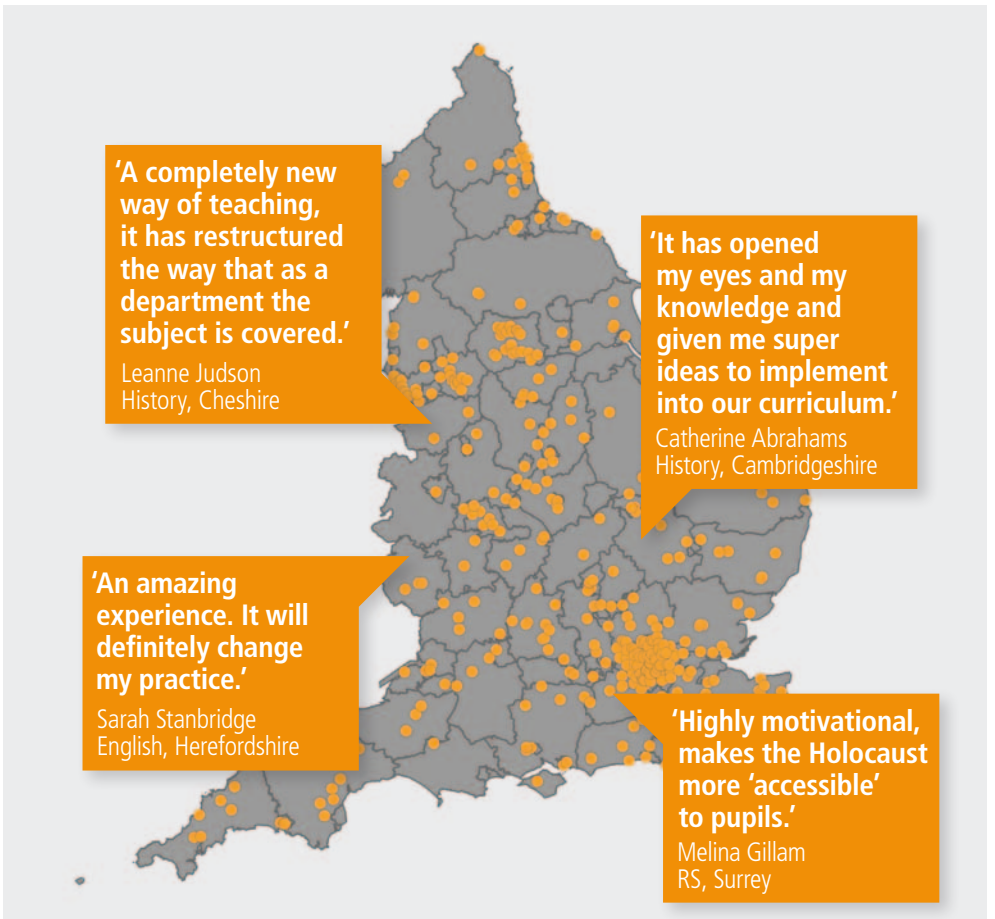 ‘A completely new
way of teaching,
it has restructured
the way that as a
department the
subject is covered.’
Leanne Judson
History, Cheshire
‘It has opened
my eyes and my
knowledge and
given me super
ideas to implement
into our curriculum.’
Catherine Abrahams
History, Cambridgeshire
‘An amazing
experience. It will
definitely change
my practice.’
Sarah Stanbridge
English, Herefordshire
‘Highly motivational,
makes the Holocaust
more ‘accessible’
to pupils.’
Melina Gillam
RS, Surrey